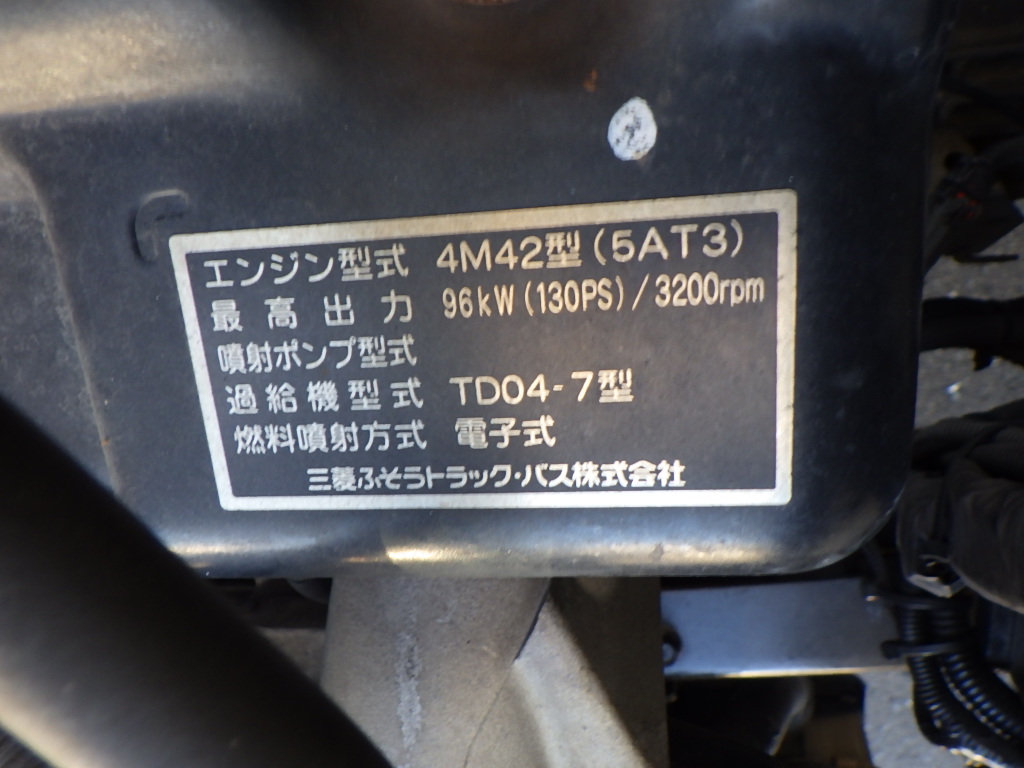 エンジン型式 4M42型(5AT3)
最高出力 96kW(130PS)/3200rpm
噴射ポンプ型式
過給機型式 TD04-7型
燃料噴射方式 電子式
三菱ふそうトラック・バス株式会社